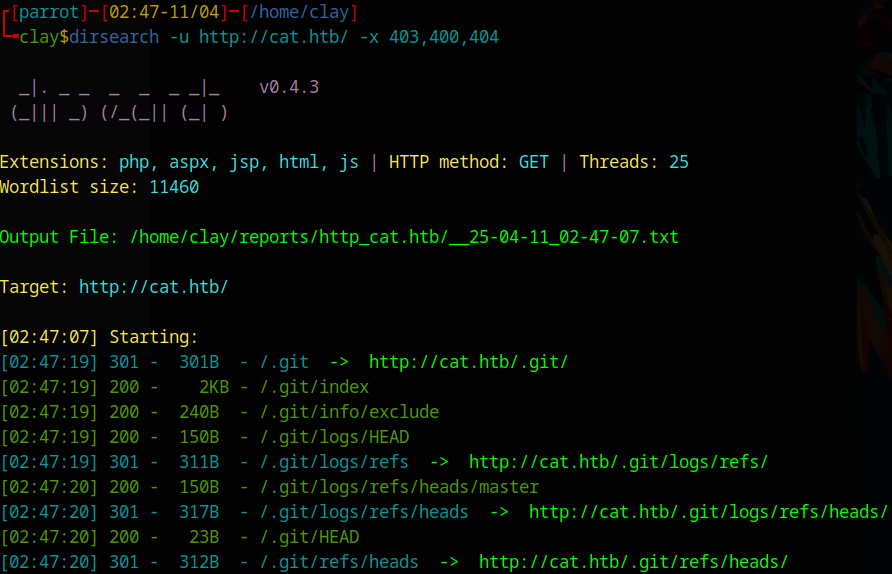 ┌─[parrot]─[02:47-11/04]─[/home/clay]
└─╼clay$dirsearch -u http://cat.htb/ -x 403,400,404
  _|. _ _  _  _  _ _|_    v0.4.3
 (_||| _) (/_(_|| (_| )
Extensions: php, aspx, jsp, html, js | HTTP method: GET | Threads: 25
Wordlist size: 11460
Output File: /home/clay/reports/http_cat.htb/__25-04-11_02-47-07.txt
Target: http://cat.htb/
[02:47:07] Starting:
[02:47:19] 301 -  301B  - /.git  ->  http://cat.htb/.git/
[02:47:19] 200 -    2KB - /.git/index
[02:47:19] 200 -  240B  - /.git/info/exclude
[02:47:19] 200 -  150B  - /.git/logs/HEAD
[02:47:19] 301 -  311B  - /.git/logs/refs  ->  http://cat.htb/.git/logs/refs/
[02:47:20] 200 -  150B  - /.git/logs/refs/heads/master
[02:47:20] 301 -  317B  - /.git/logs/refs/heads  ->  http://cat.htb/.git/logs/refs/heads/
[02:47:20] 200 -   23B  - /.git/HEAD
[02:47:20] 301 -  312B  - /.git/refs/heads  ->  http://cat.htb/.git/refs/heads/